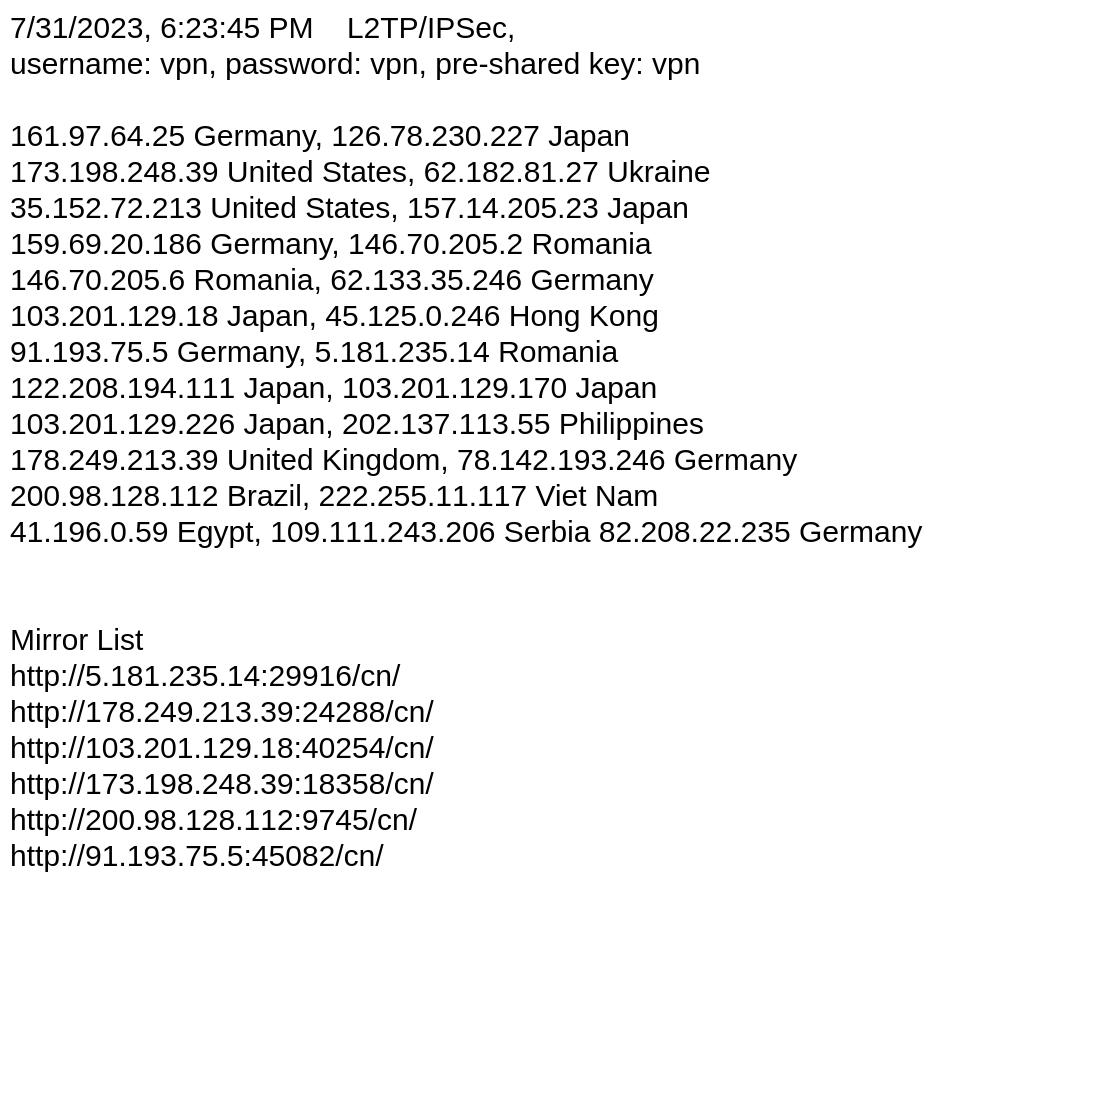 7/31/2023, 6:23:45 PM    L2TP/IPSec,
username: vpn, password: vpn, pre-shared key: vpn
161.97.64.25 Germany, 126.78.230.227 Japan
173.198.248.39 United States, 62.182.81.27 Ukraine
35.152.72.213 United States, 157.14.205.23 Japan
159.69.20.186 Germany, 146.70.205.2 Romania
146.70.205.6 Romania, 62.133.35.246 Germany
103.201.129.18 Japan, 45.125.0.246 Hong Kong
91.193.75.5 Germany, 5.181.235.14 Romania
122.208.194.111 Japan, 103.201.129.170 Japan
103.201.129.226 Japan, 202.137.113.55 Philippines
178.249.213.39 United Kingdom, 78.142.193.246 Germany
200.98.128.112 Brazil, 222.255.11.117 Viet Nam
41.196.0.59 Egypt, 109.111.243.206 Serbia 82.208.22.235 Germany
Mirror List
http://5.181.235.14:29916/cn/
http://178.249.213.39:24288/cn/
http://103.201.129.18:40254/cn/
http://173.198.248.39:18358/cn/
http://200.98.128.112:9745/cn/
http://91.193.75.5:45082/cn/